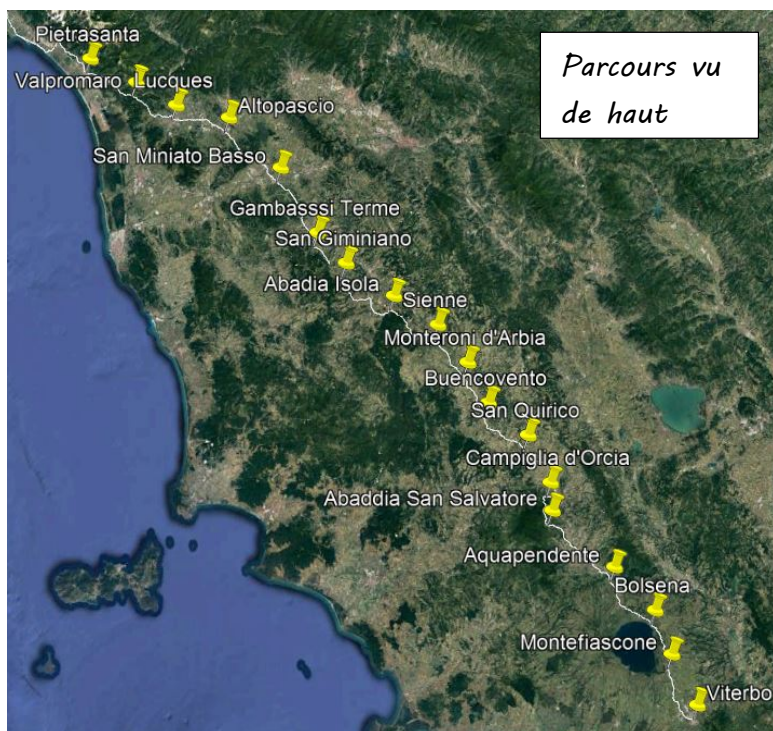 Parcours vu
de haut
Pietrasanta
Valpromaro Lucques
Altopascio
San Miniato Basso
Gambasssi Terme
San Giminiano
Abadia Isola
Sienne
Monteroni d'Arbia
Buencovento
San Quirico
Campiglia d'Orcia
Abaddia San Salvatore
Aquapendente
Bolsena
Montefiascone
Viterbo